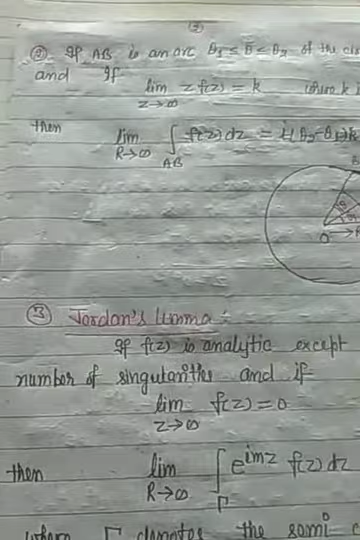 ② If AB is an arc θ₁ ≤ θ ≤ θ₂ of the
and If
lim z f(z) = k where k
z→∞
then lim ∫ f(z) dz = i(θ₂-θ₁)k
R→∞ AB
③ Jordan's Lemma :
If f(z) is analytic except
number of singularities and if
lim f(z) = 0
z→∞
then lim ∫ e^{imz} f(z) dz
R→∞ Γ
where Γ denotes the semi c